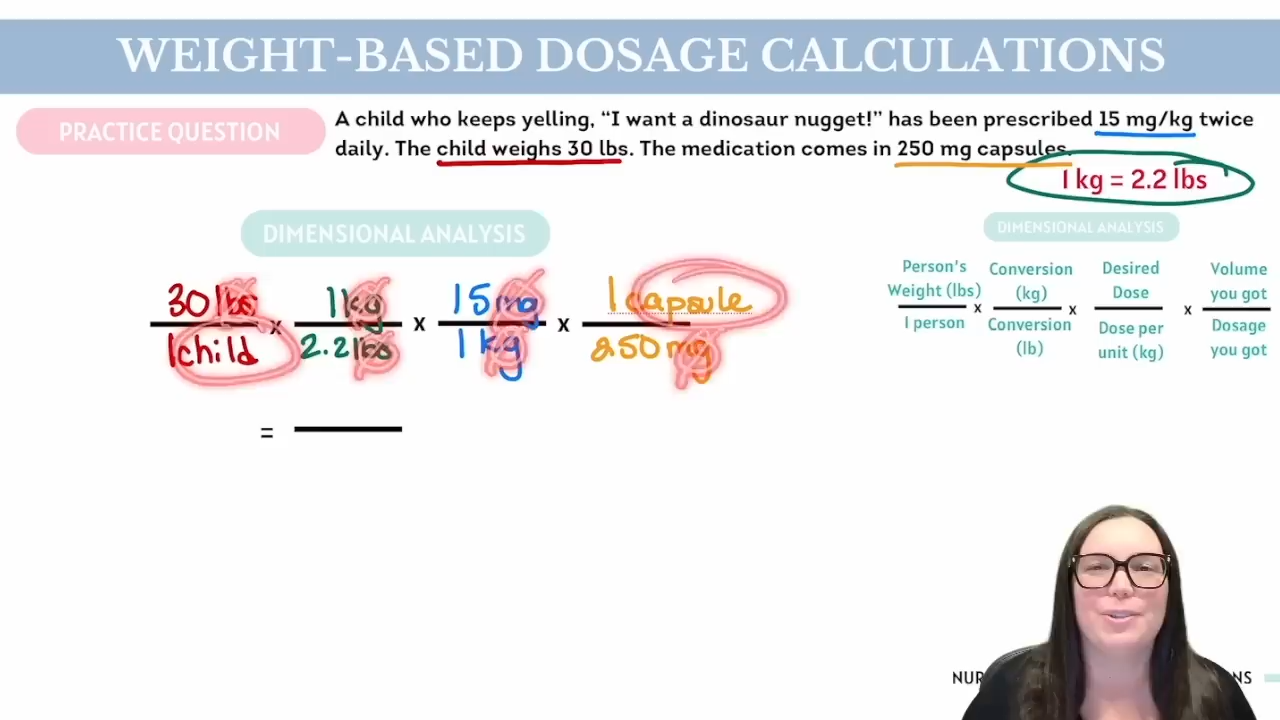 WEIGHT-BASED DOSAGE CALCULATIONS
PRACTICE QUESTION
A child who keeps yelling, “I want a dinosaur nugget!” has been prescribed 15 mg/kg twice
daily. The child weighs 30 lbs. The medication comes in 250 mg capsules.
1 kg = 2.2 lbs
DIMENSIONAL ANALYSIS
30 lbs
1 child
x
1 kg
2.2 lbs
x
15 mg
1 kg
x
1 capsule
250 mg
=
DIMENSIONAL ANALYSIS
Person's
Weight (lbs)
1 person
x
Conversion
(kg)
Conversion
(lb)
x
Desired
Dose
Dose per
unit (kg)
x
Volume
you got
Dosage
you got